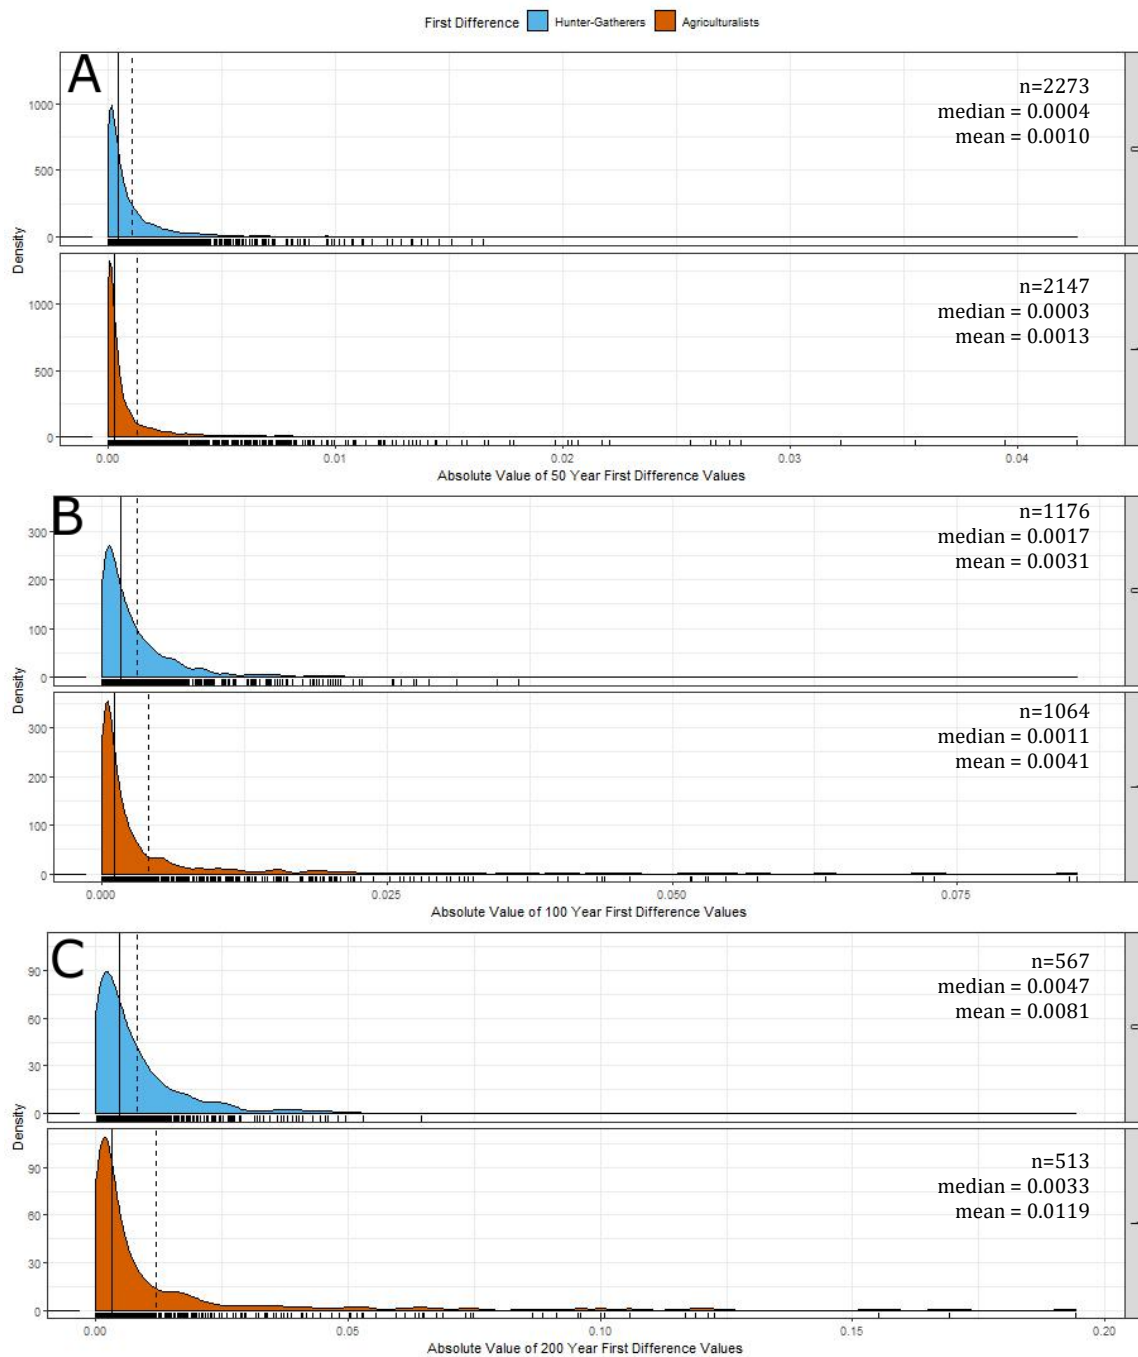 First Difference Hunter-Gatherers Agriculturalists
A
n=2273
median = 0.0004
mean = 0.0010
1000
500
0
0
Density
n=2147
median = 0.0003
mean = 0.0013
1000
500
0
1
0.00 0.01 0.02 0.03 0.04
Absolute Value of 50 Year First Difference Values
B
n=1176
median = 0.0017
mean = 0.0031
300
200
100
0
0
Density
n=1064
median = 0.0011
mean = 0.0041
300
200
100
0
1
0.000 0.025 0.050 0.075
Absolute Value of 100 Year First Difference Values
C
n=567
median = 0.0047
mean = 0.0081
90
60
30
0
0
Density
n=513
median = 0.0033
mean = 0.0119
90
60
30
0
1
0.00 0.05 0.10 0.15 0.20
Absolute Value of 200 Year First Difference Values